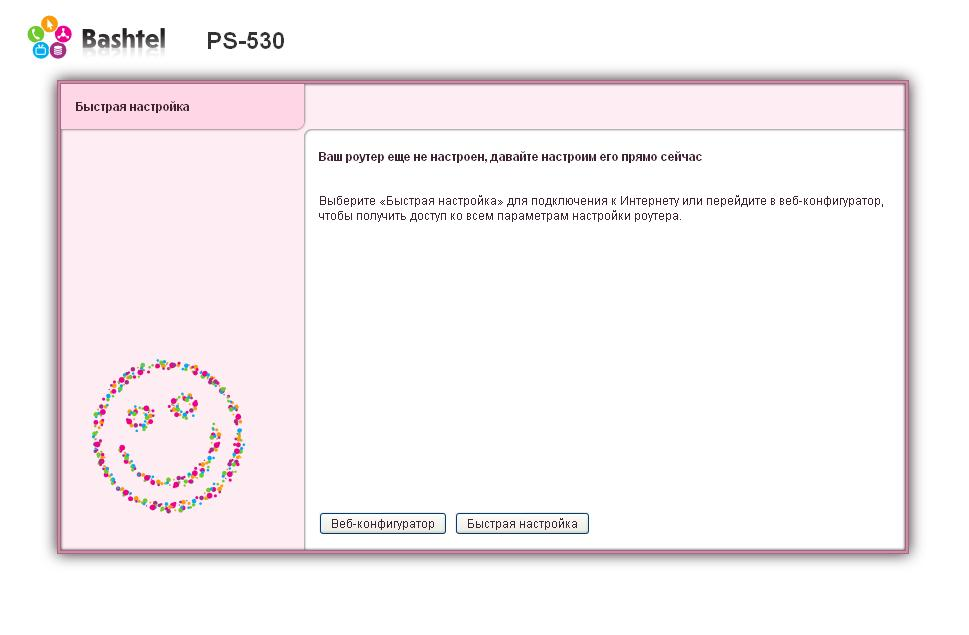 Bashtel PS-530
Быстрая настройка
Ваш роутер еще не настроен, давайте настроим его прямо сейчас
Выберите «Быстрая настройка» для подключения к Интернету или перейдите в веб-конфигуратор,
чтобы получить доступ ко всем параметрам настройки роутера.
Веб-конфигуратор Быстрая настройка